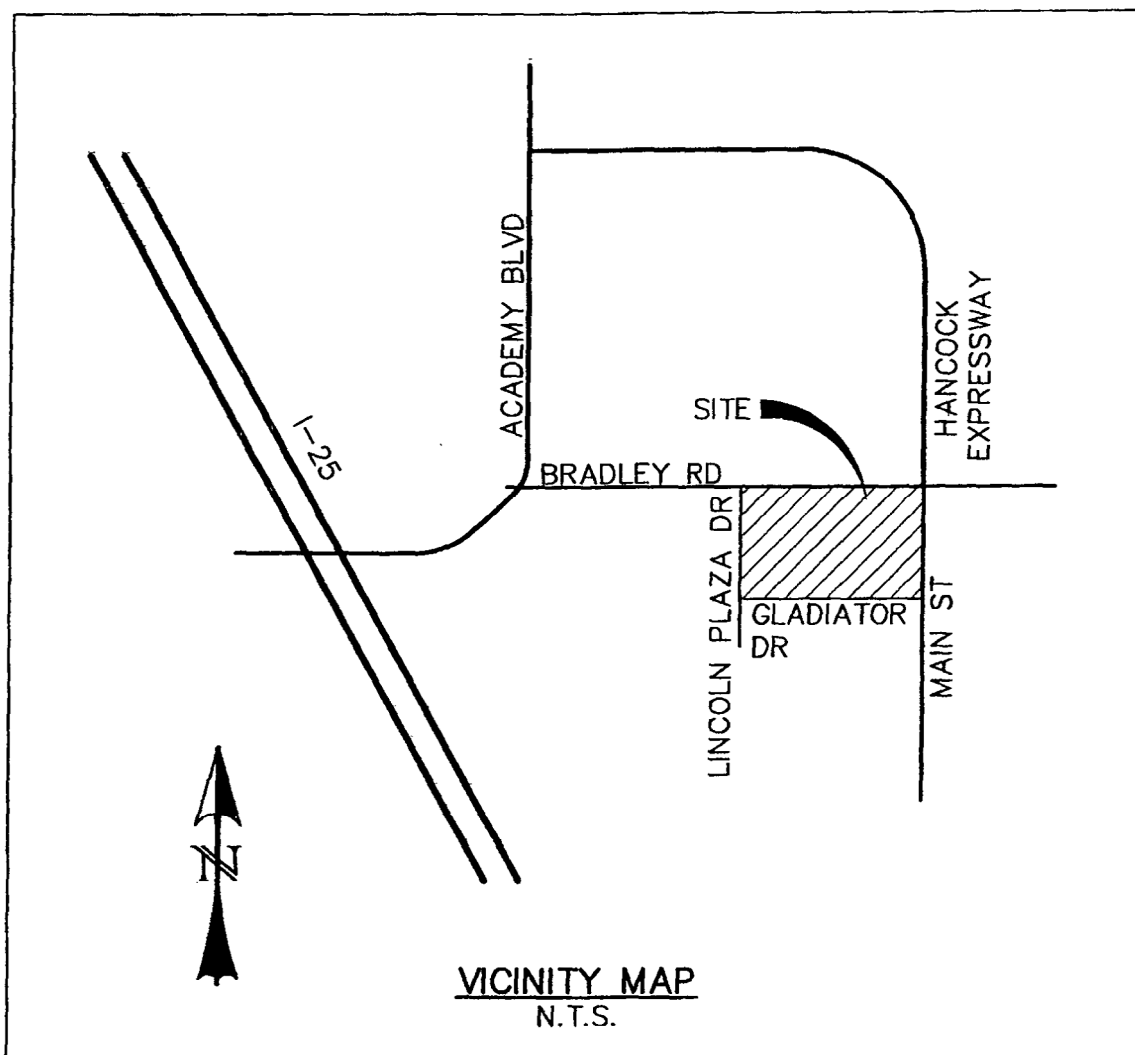 ACADEMY BLVD
HANCOCK
EXPRESSWAY
SITE
I-25
BRADLEY RD
LINCOLN PLAZA DR
GLADIATOR
DR
MAIN ST
N
VICINITY MAP
N.T.S.